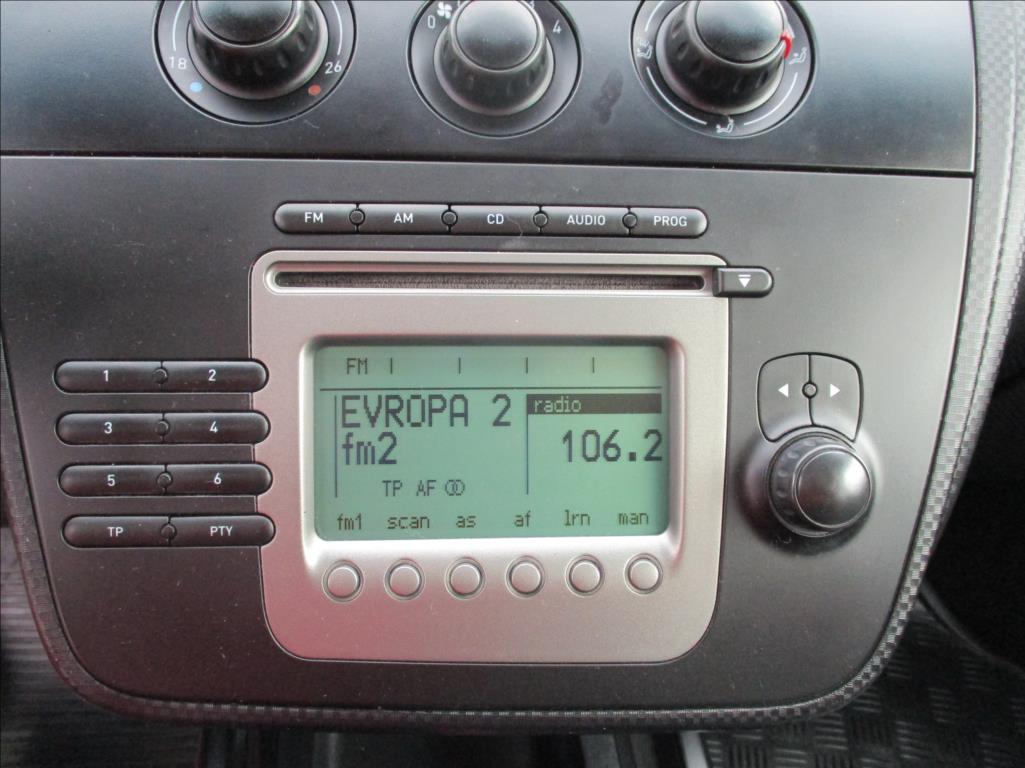 18 26
0 4
FM AM CD AUDIO PROG
FM
EVROPA 2 radio
fm2 106.2
TP AF
fm1 scan as af lrn man
1 2
3 4
5 6
TP PTY